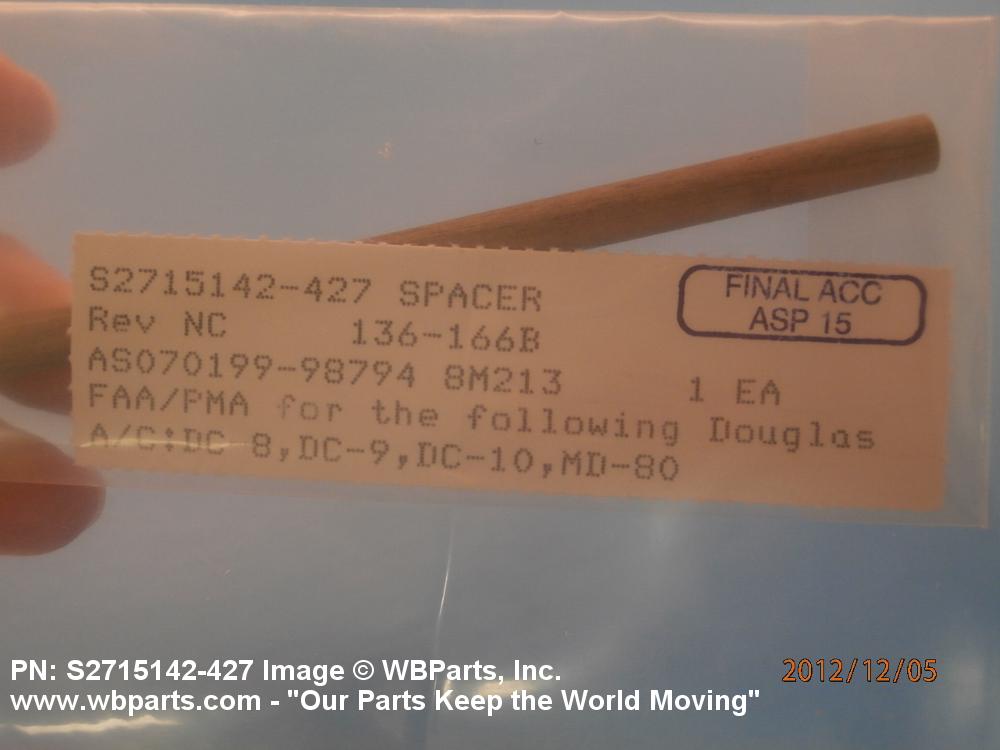 S2715142-427 SPACER
Rev NC 136-166B
AS070199-98794 8M213 1 EA
FAA/PMA for the following Douglas
A/C:DC 8,DC-9,DC-10,MD-80
FINAL ACC
ASP 15
PN: S2715142-427 Image © WBParts, Inc.
www.wbparts.com - "Our Parts Keep the World Moving"
2012/12/05